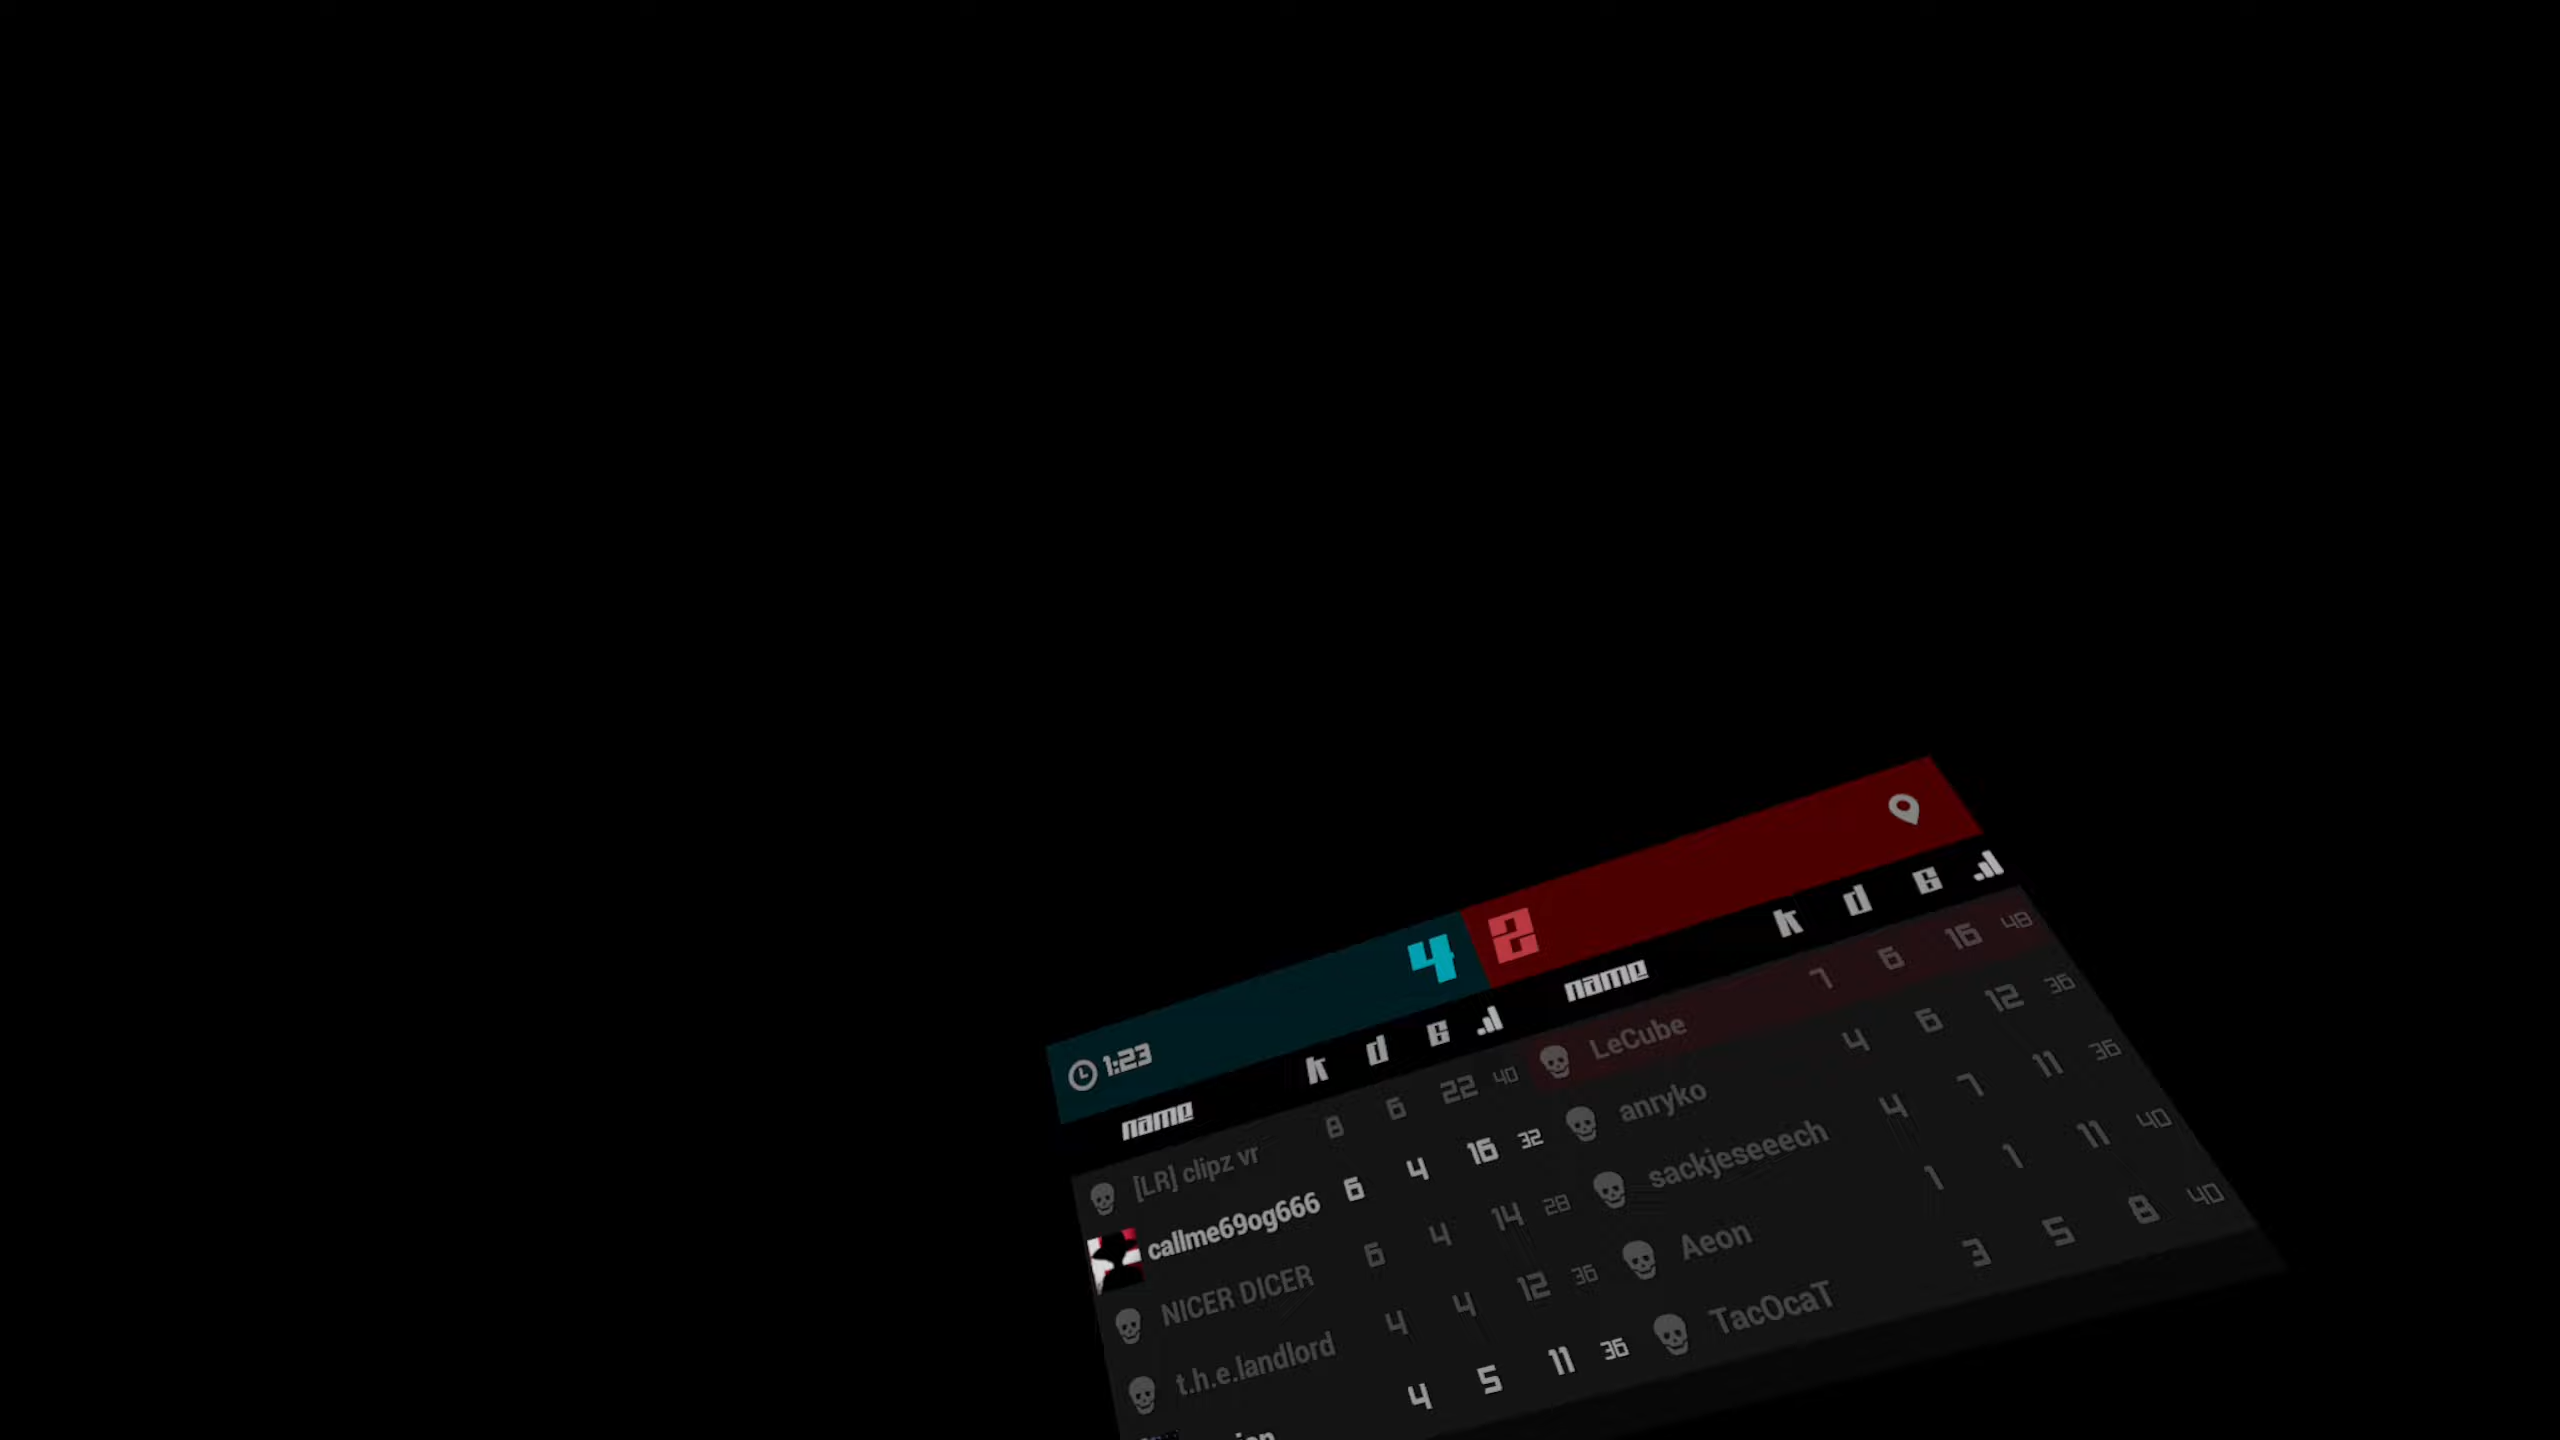 4 2
1:23
name k d 6
[LR] clipz vr 8 6 22 40
callme69og666 6 4 16 32
NICER DICER 6 4 14 28
t.h.e.landlord 4 4 12 36
4 5 11 36
name k d 6
LeCube 7 6 16 48
anryko 4 6 12 36
sackjeseeech 4 7 11 36
Aeon 1 1 11 40
TacOcaT 3 5 8 40